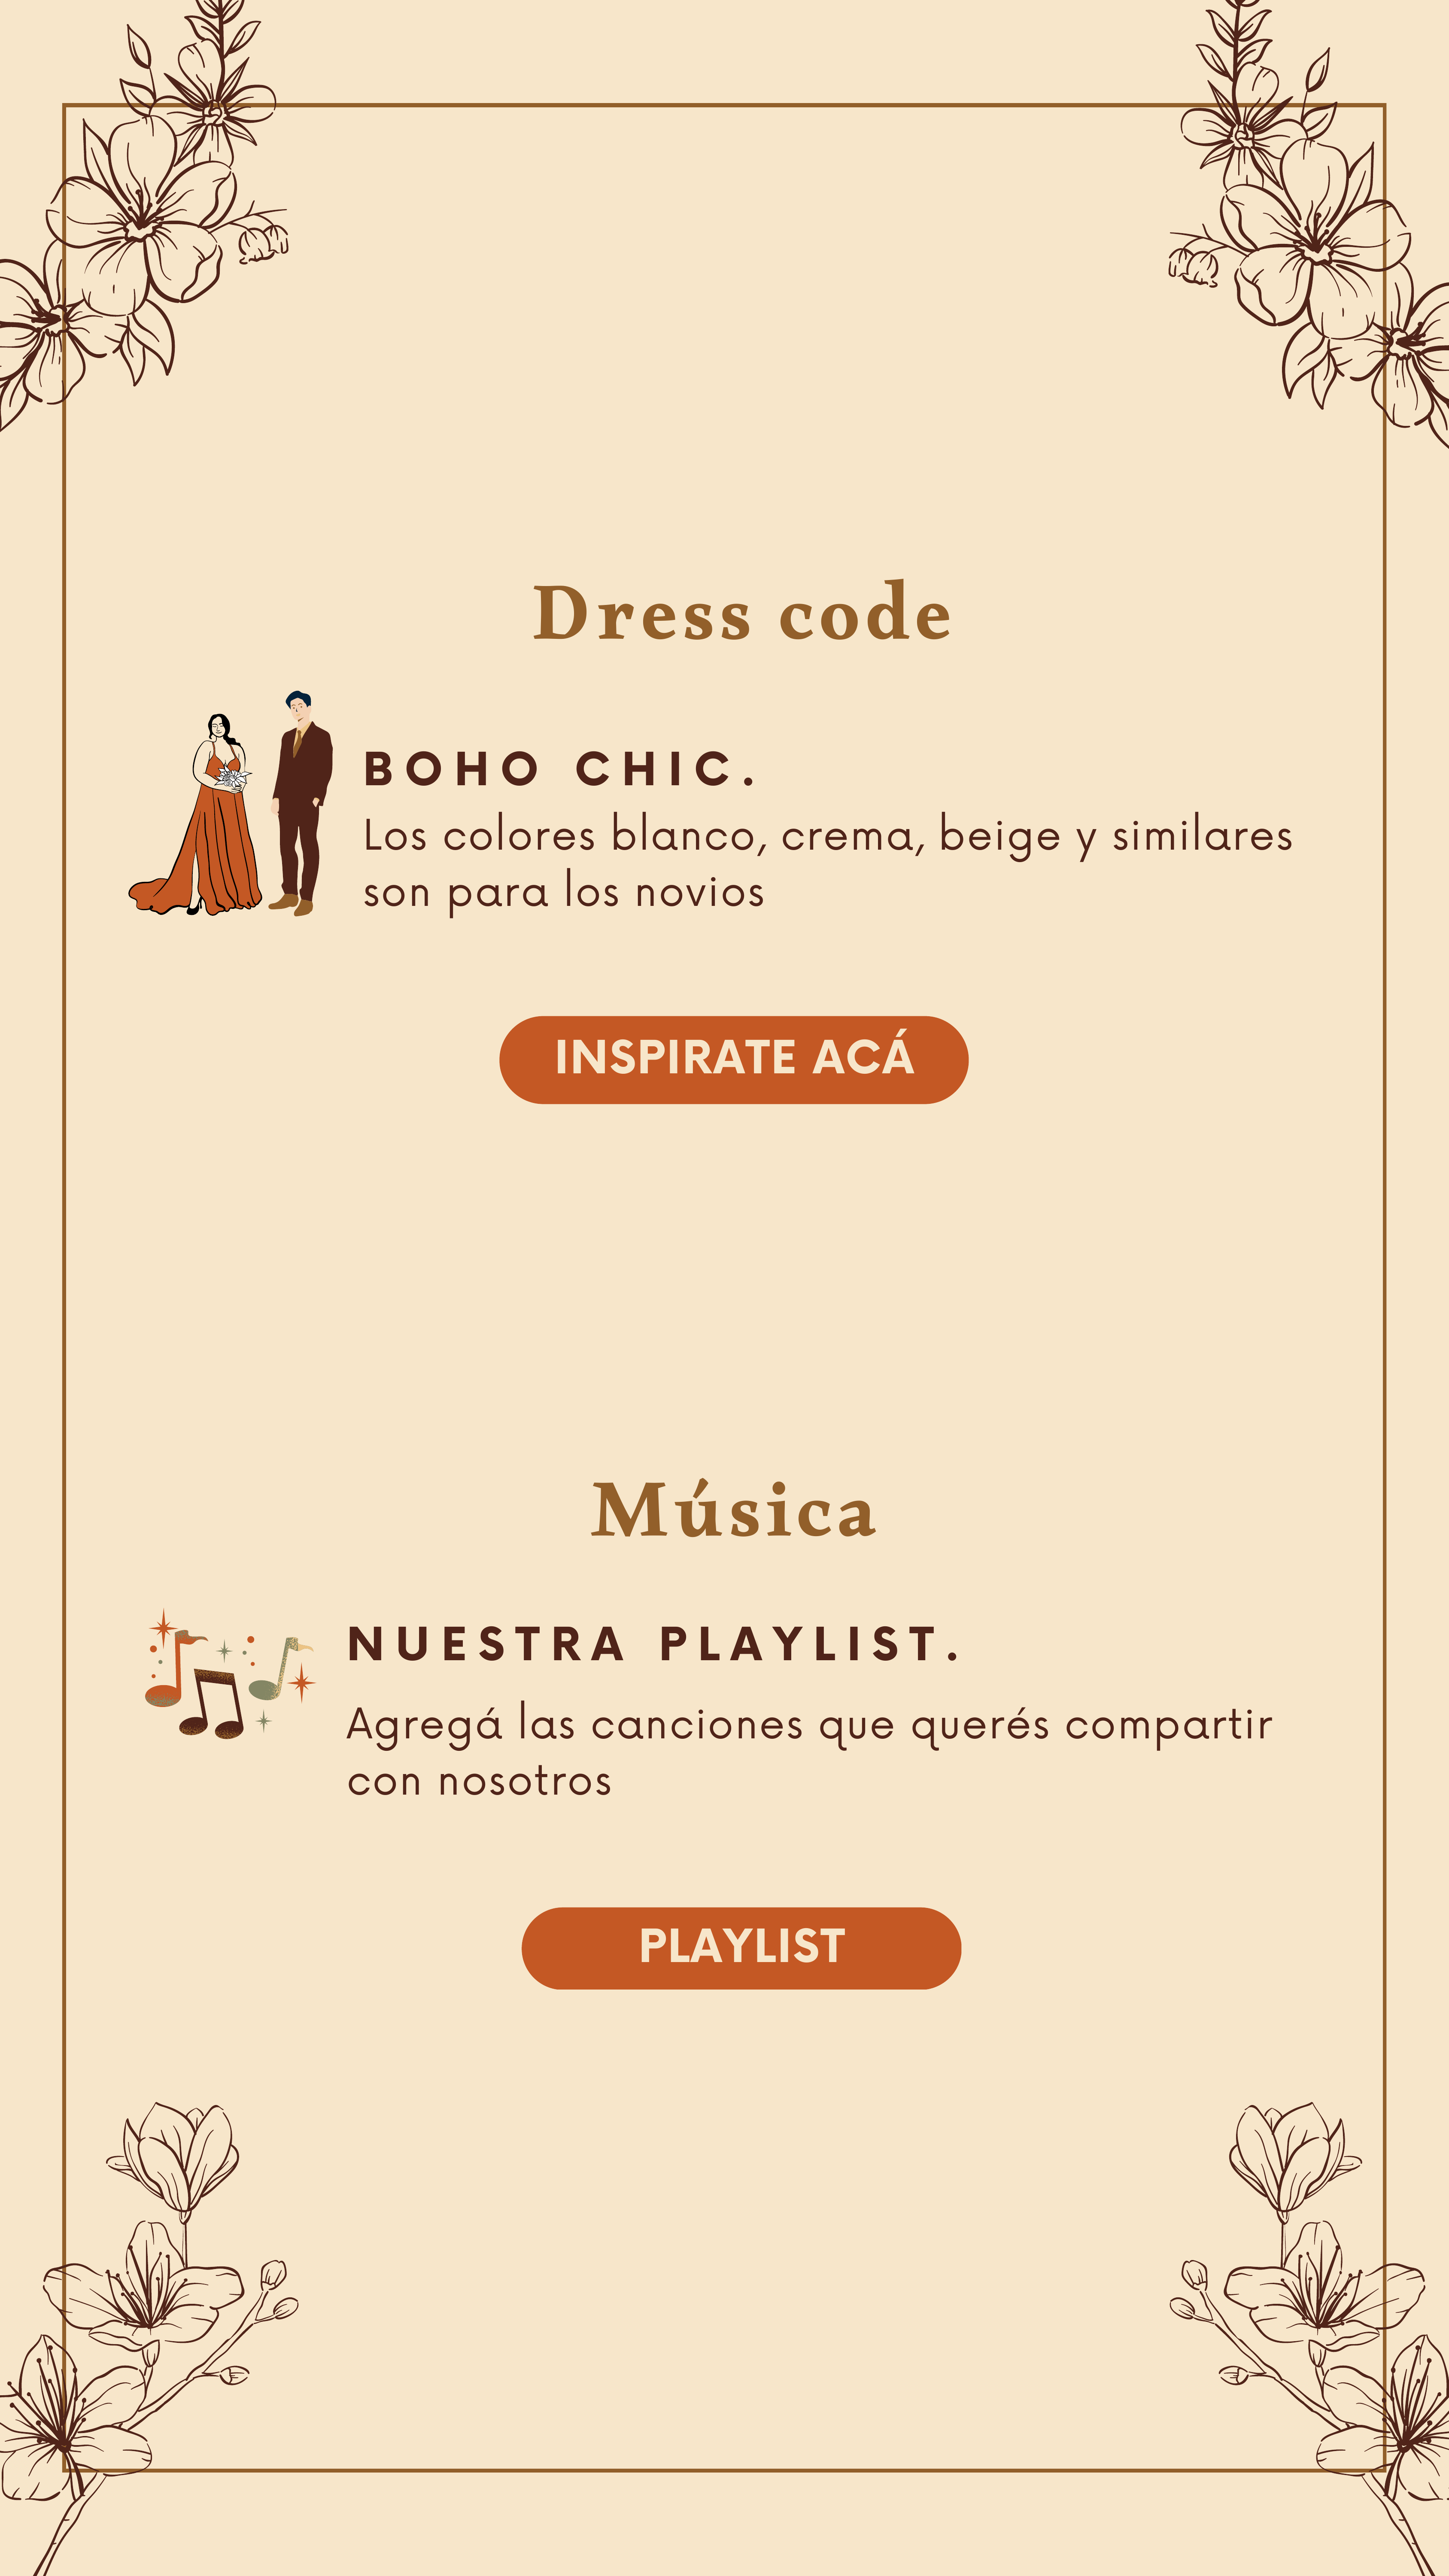 Dress code
BOHO CHIC.
Los colores blanco, crema, beige y similares
son para los novios
INSPIRATE ACÁ
Música
NUESTRA PLAYLIST.
Agregá las canciones que querés compartir
con nosotros
PLAYLIST